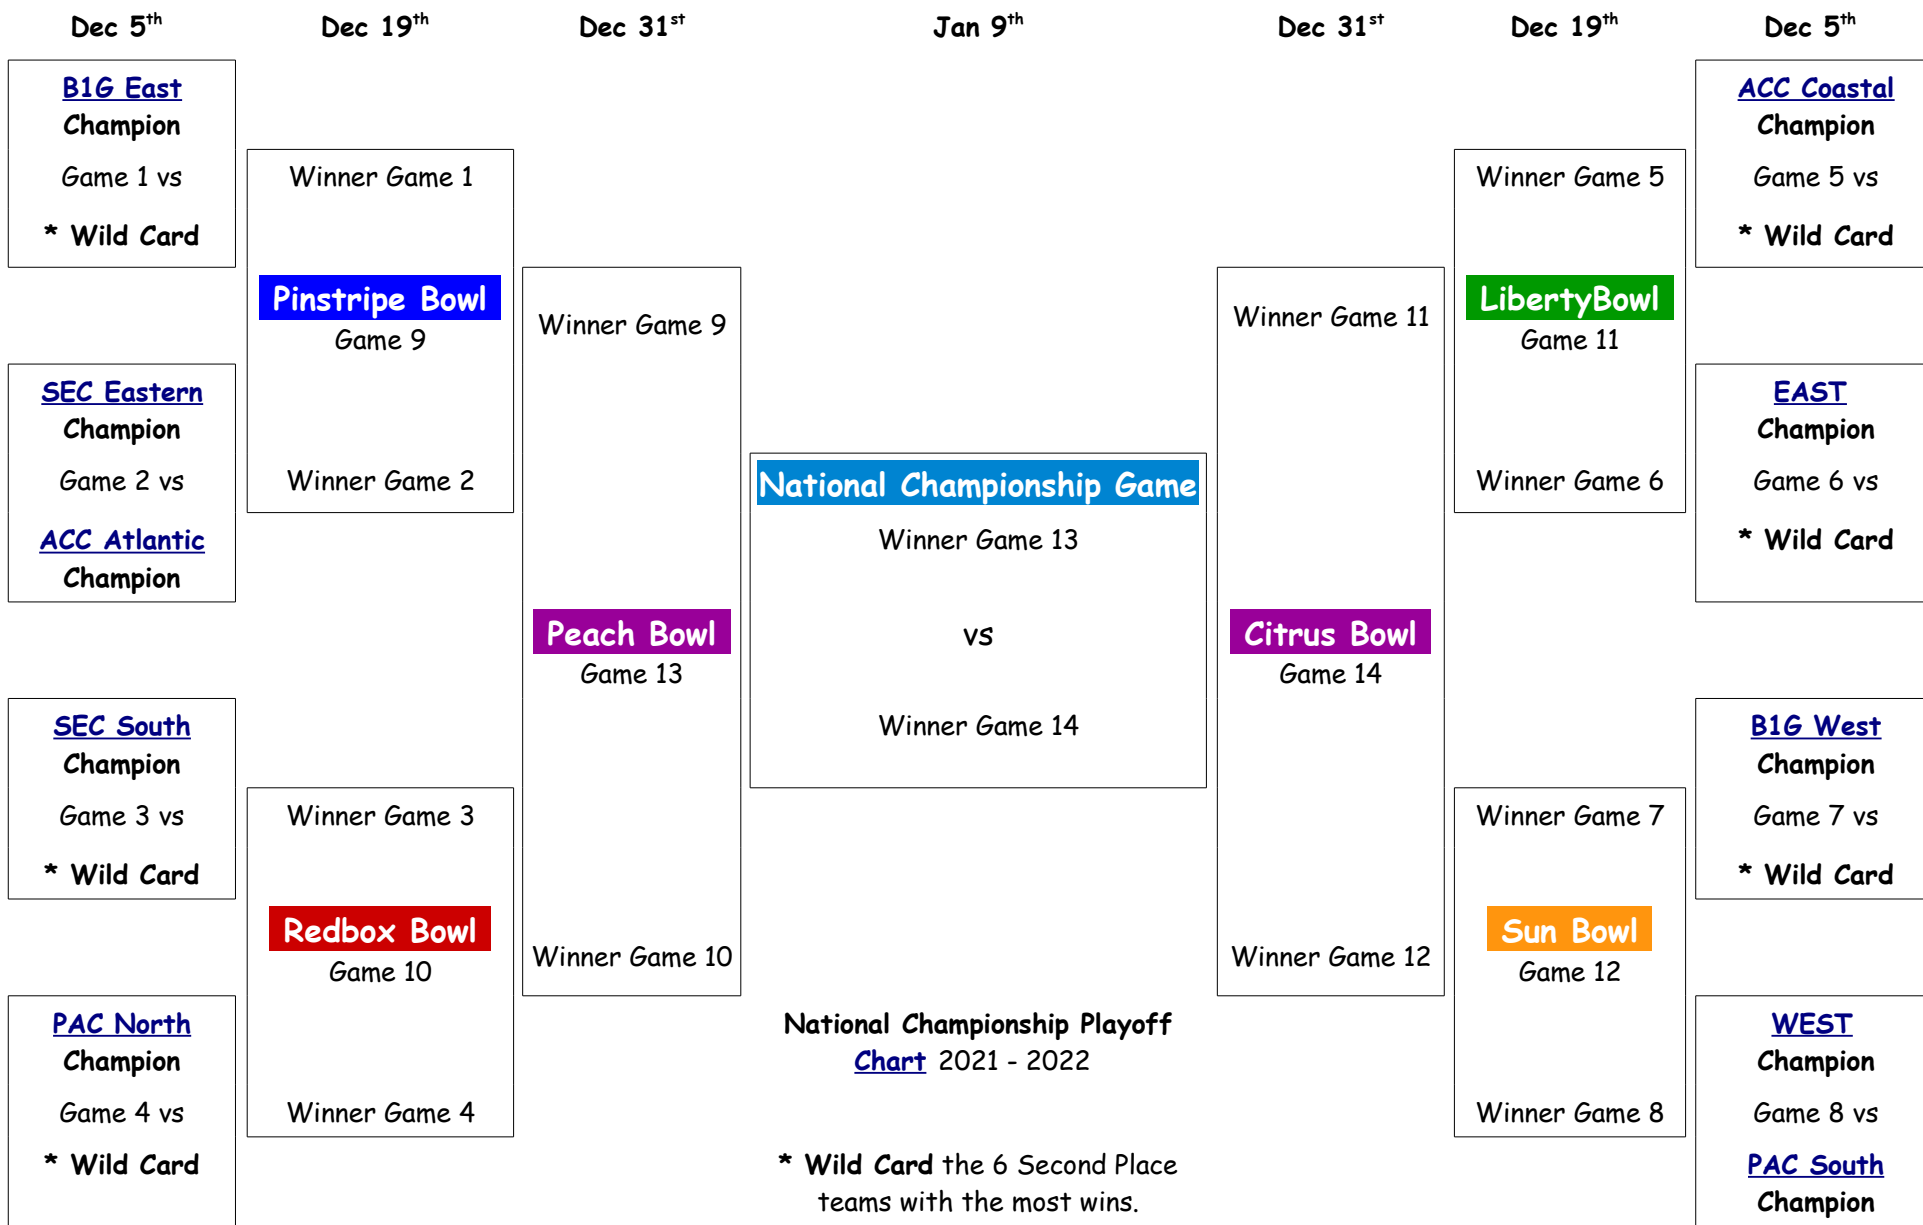 Dec 5th Dec 19th Dec 31st Jan 9th Dec 31st Dec 19th Dec 5th
B1G East
Champion
Game 1 vs
* Wild Card
SEC Eastern
Champion
Game 2 vs
ACC Atlantic
Champion
SEC South
Champion
Game 3 vs
* Wild Card
PAC North
Champion
Game 4 vs
* Wild Card
Winner Game 1
Pinstripe Bowl
Game 9
Winner Game 2
Winner Game 3
Redbox Bowl
Game 10
Winner Game 4
Winner Game 9
Peach Bowl
Game 13
Winner Game 10
National Championship Game
Winner Game 13
vs
Winner Game 14
National Championship Playoff
Chart 2021 - 2022
* Wild Card the 6 Second Place
teams with the most wins.
Winner Game 11
Citrus Bowl
Game 14
Winner Game 12
Winner Game 5
LibertyBowl
Game 11
Winner Game 6
Winner Game 7
Sun Bowl
Game 12
Winner Game 8
ACC Coastal
Champion
Game 5 vs
* Wild Card
EAST
Champion
Game 6 vs
* Wild Card
B1G West
Champion
Game 7 vs
* Wild Card
WEST
Champion
Game 8 vs
PAC South
Champion